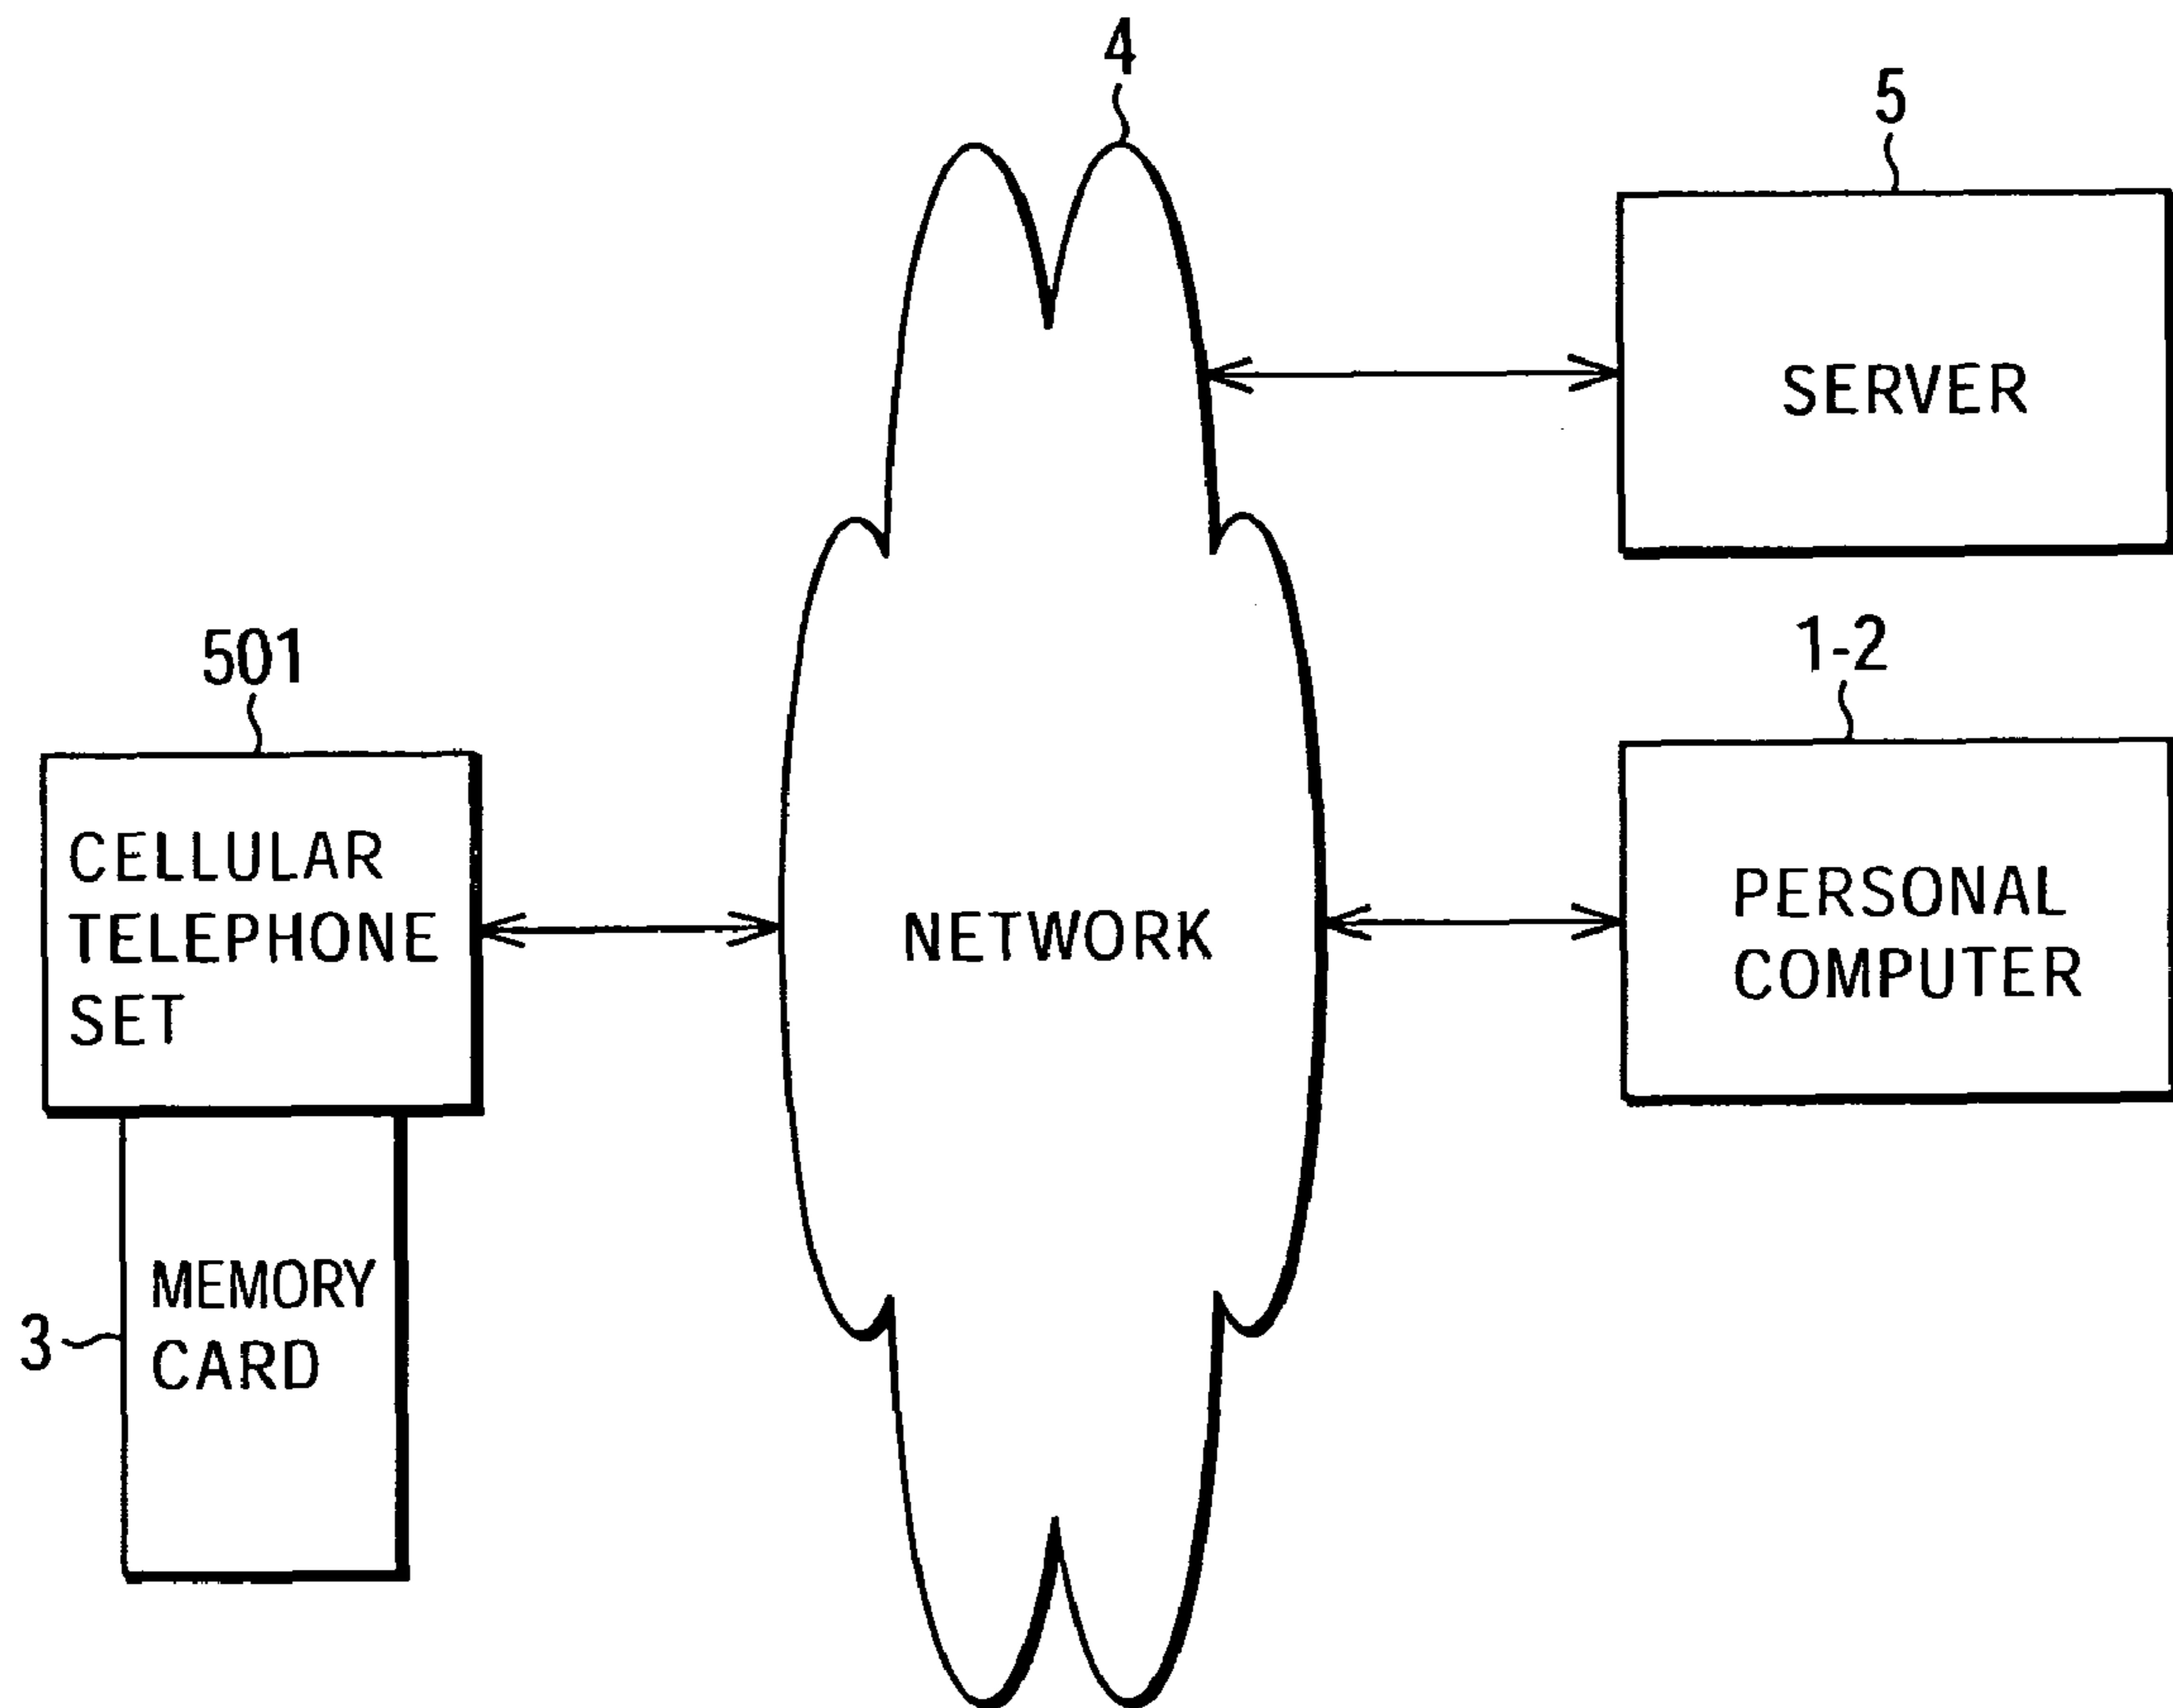 4
5
SERVER
501
1-2
CELLULAR
TELEPHONE
SET
NETWORK
PERSONAL
COMPUTER
MEMORY
CARD
3